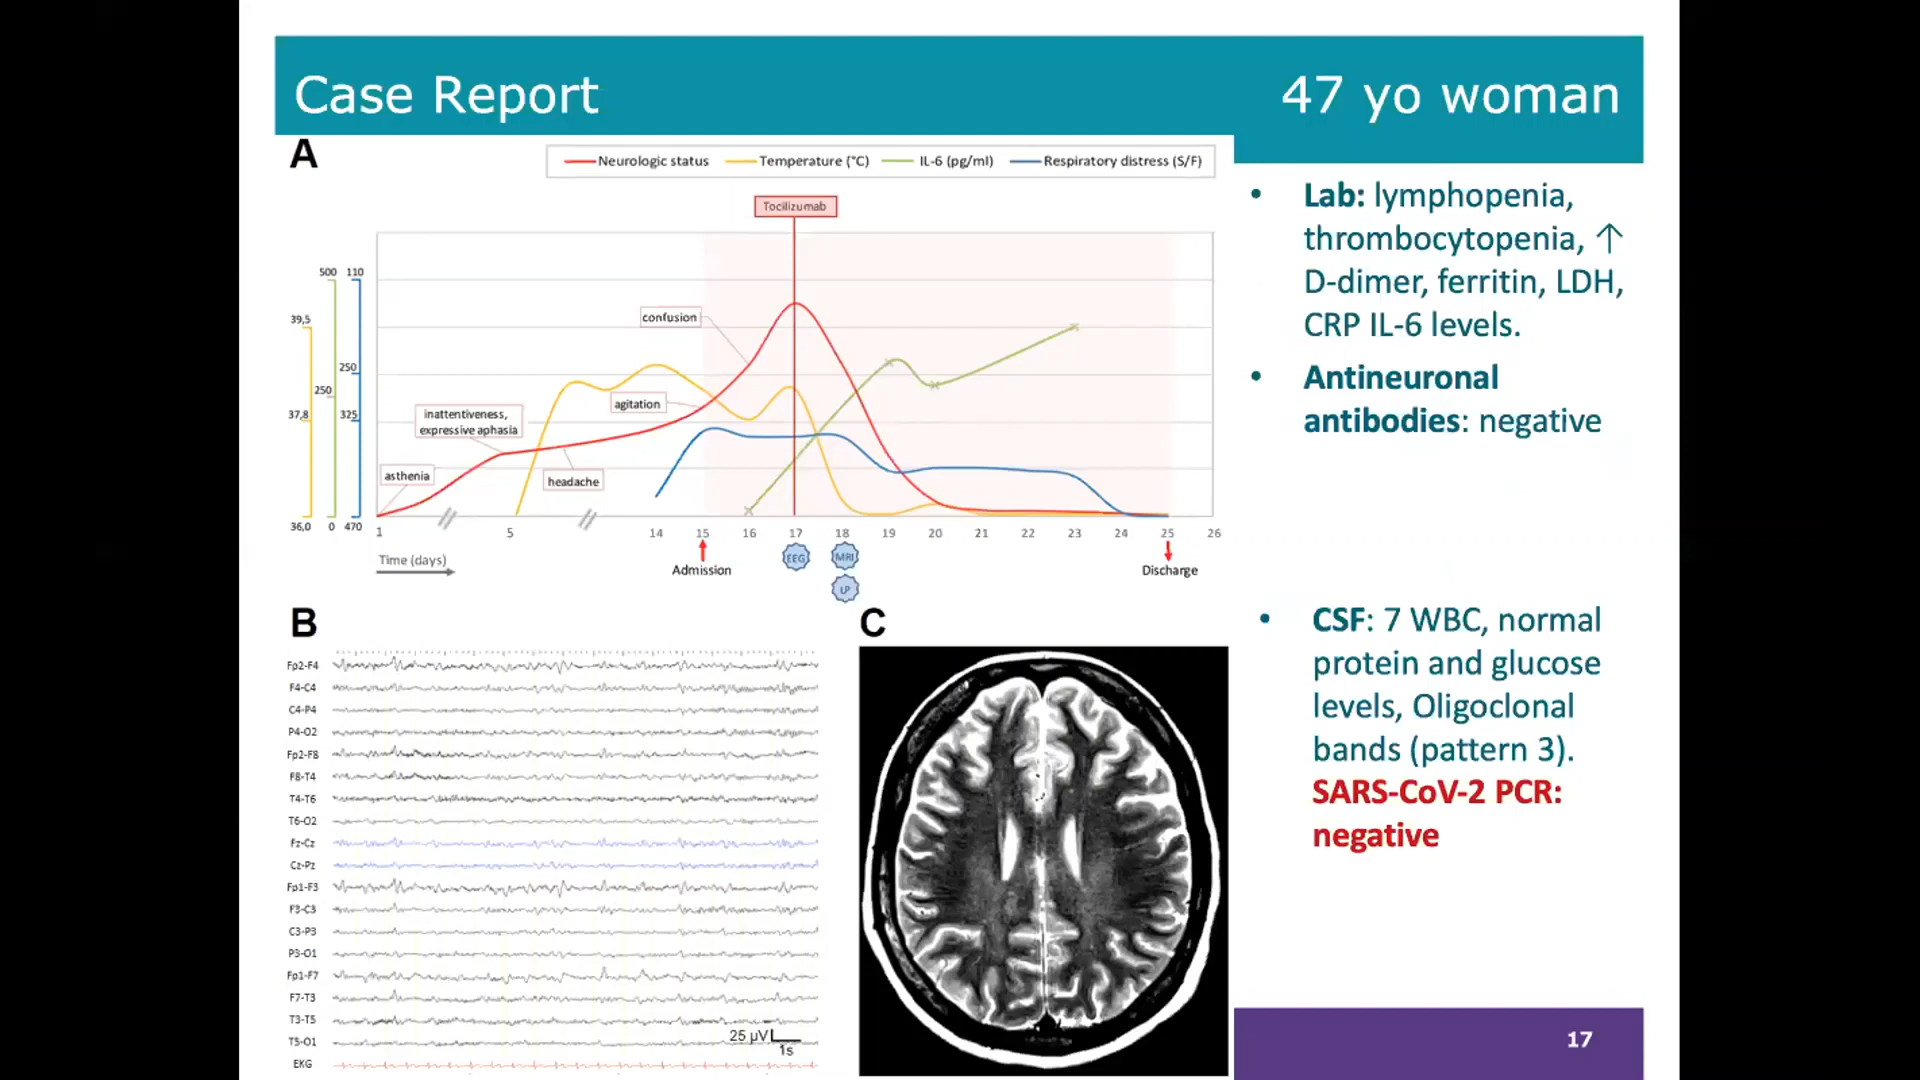 Case Report
47 yo woman
A
Neurologic status
Temperature (°C)
IL-6 (pg/ml)
Respiratory distress (S/F)
Tocilizumab
500 110
39,5
confusion
250
250
agitation
37,8
325
inattentiveness,
expressive aphasia
asthenia
headache
36,0 0 470
1 5 14 15 16 17 18 19 20 21 22 23 24 25 26
Time (days)
Admission
EEG
MRI
LP
Discharge
• Lab: lymphopenia,
thrombocytopenia, ↑
D-dimer, ferritin, LDH,
CRP IL-6 levels.
• Antineuronal
antibodies: negative
• CSF: 7 WBC, normal
protein and glucose
levels, Oligoclonal
bands (pattern 3).
SARS-CoV-2 PCR:
negative
B
Fp2-F4
F4-C4
C4-P4
P4-O2
Fp2-F8
F8-T4
T4-T6
T6-O2
Fz-Cz
Cz-Pz
Fp1-F3
F3-C3
C3-P3
P3-O1
Fp1-F7
F7-T3
T3-T5
T5-O1
EKG
25 µV
1s
C
17